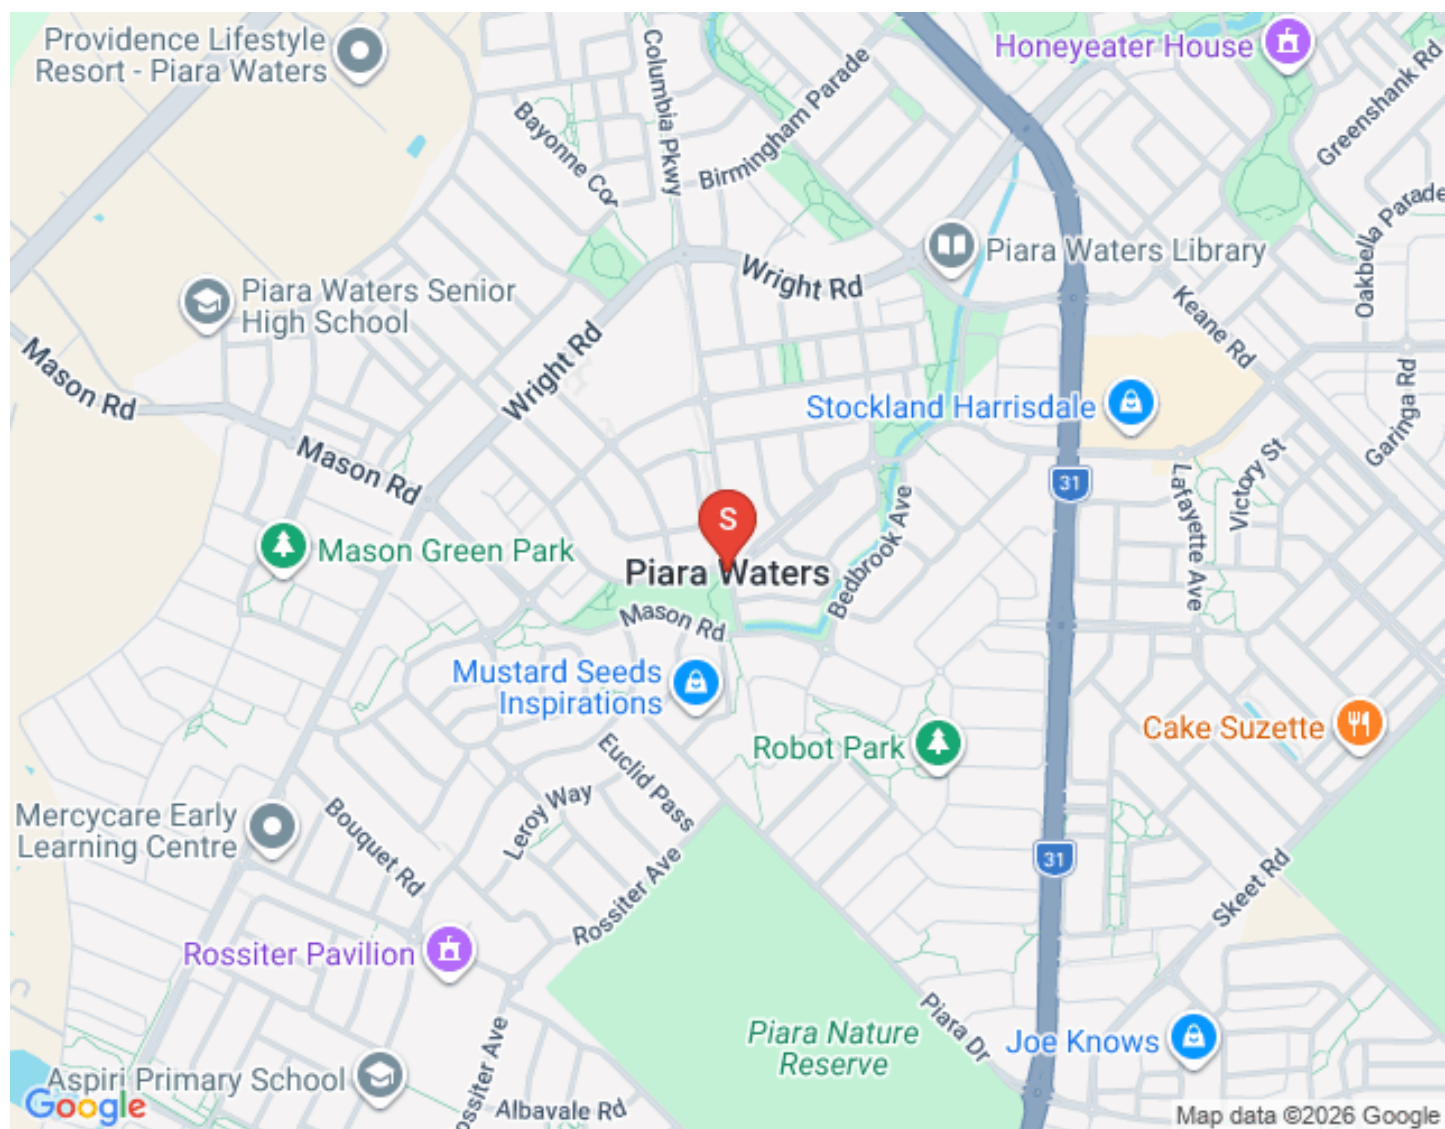 Providence Lifestyle
Resort - Piara Waters
Columbia Pkwy
Bayonne Cor
Birmingham Parade
Honeyeater House
Greenshank Rd
Oakbella Parade
Piara Waters Library
Wright Rd
Keane Rd
Piara Waters Senior
High School
Mason Rd
Wright Rd
Stockland Harrisdale
Garinga Rd
Mason Rd
31
Lafayette Ave
Victory St
S
Mason Green Park
Piara Waters
Bedbrook Ave
Mason Rd
Mustard Seeds
Inspirations
Robot Park
Cake Suzette
Euclid Pass
Leroy Way
Mercycare Early
Learning Centre
Bouquet Rd
31
Rossiter Ave
Skeet Rd
Rossiter Pavilion
Piara Nature
Reserve
Piara Dr
Joe Knows
Aspiri Primary School
ossiter Ave
Albavale Rd
Google
Map data ©2026 Google